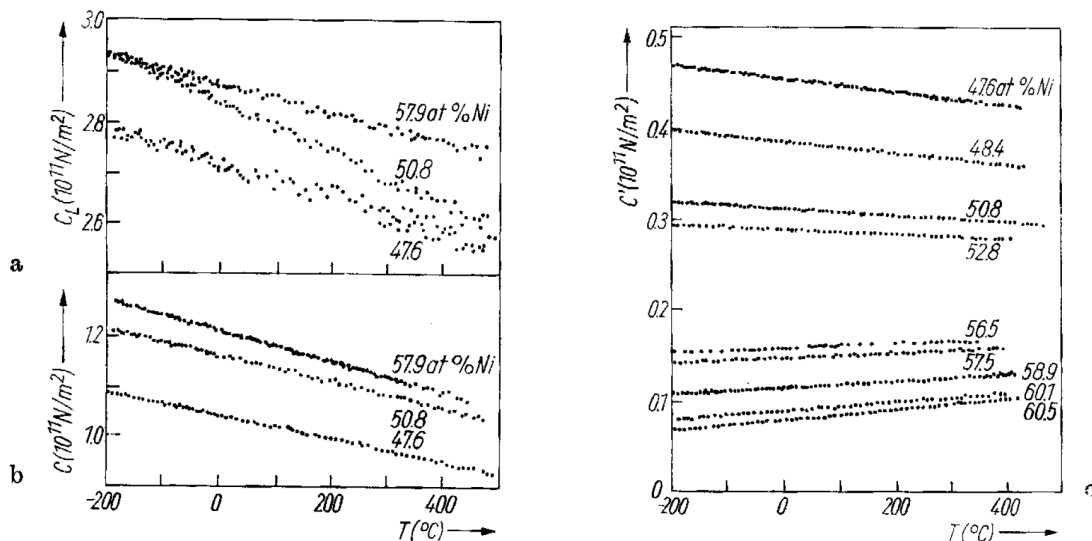 3.0
2.8
2.6
C_L (10^11 N/m²)
57.9 at % Ni
50.8
47.6
a
1.2
1.0
C (10^11 N/m²)
57.9 at % Ni
50.8
47.6
b
-200 0 200 400
T (°C)
0.5
0.4
0.3
0.2
0.1
0
C' (10^11 N/m²)
47.6 at % Ni
48.4
50.8
52.8
56.5
57.5
58.9
60.1
60.5
-200 0 200 400
T (°C)